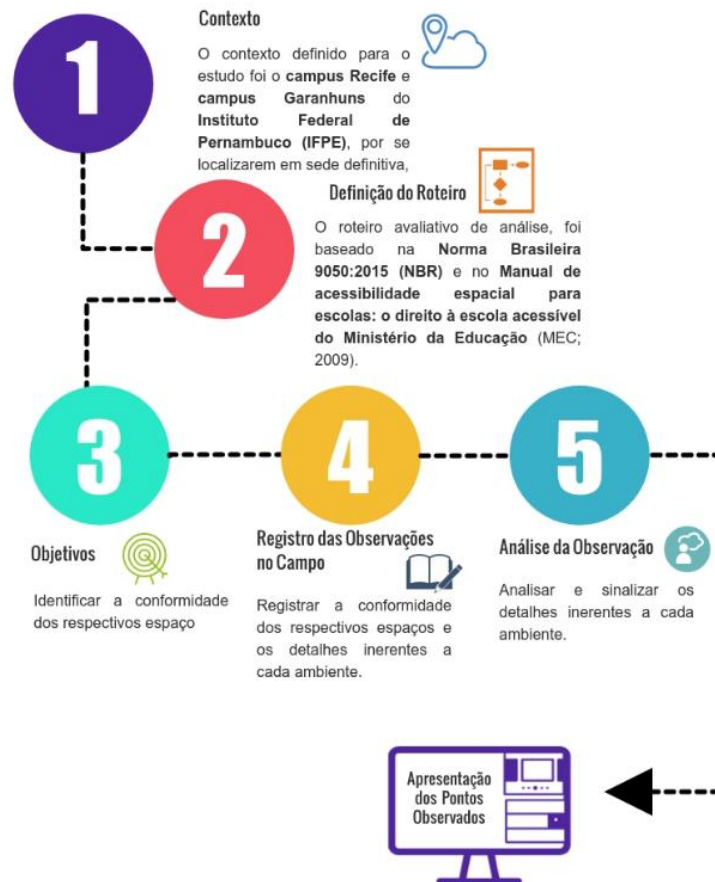 1
Contexto
O contexto definido para o
estudo foi o campus Recife e
campus Garanhuns do
Instituto Federal de
Pernambuco (IFPE), por se
localizarem em sede definitiva,
2
Definição do Roteiro
O roteiro avaliativo de análise, foi
baseado na Norma Brasileira
9050:2015 (NBR) e no Manual de
acessibilidade espacial para
escolas: o direito à escola acessível
do Ministério da Educação (MEC;
2009).
3
Objetivos
Identificar a conformidade
dos respectivos espaço
4
Registro das Observações
no Campo
Registrar a conformidade
dos respectivos espaços e
os detalhes inerentes a
cada ambiente.
5
Análise da Observação
Analisar e sinalizar os
detalhes inerentes a cada
ambiente.
Apresentação
dos Pontos
Observados